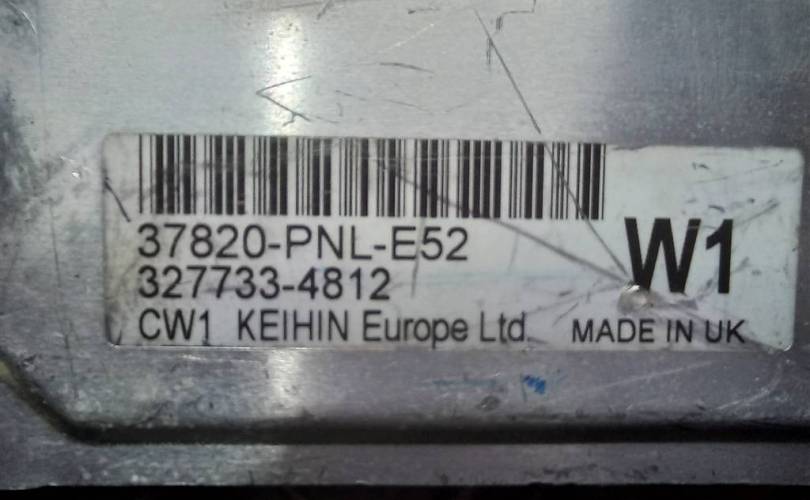 37820-PNL-E52
327733-4812
W1
CW1 KEIHIN Europe Ltd. MADE IN UK